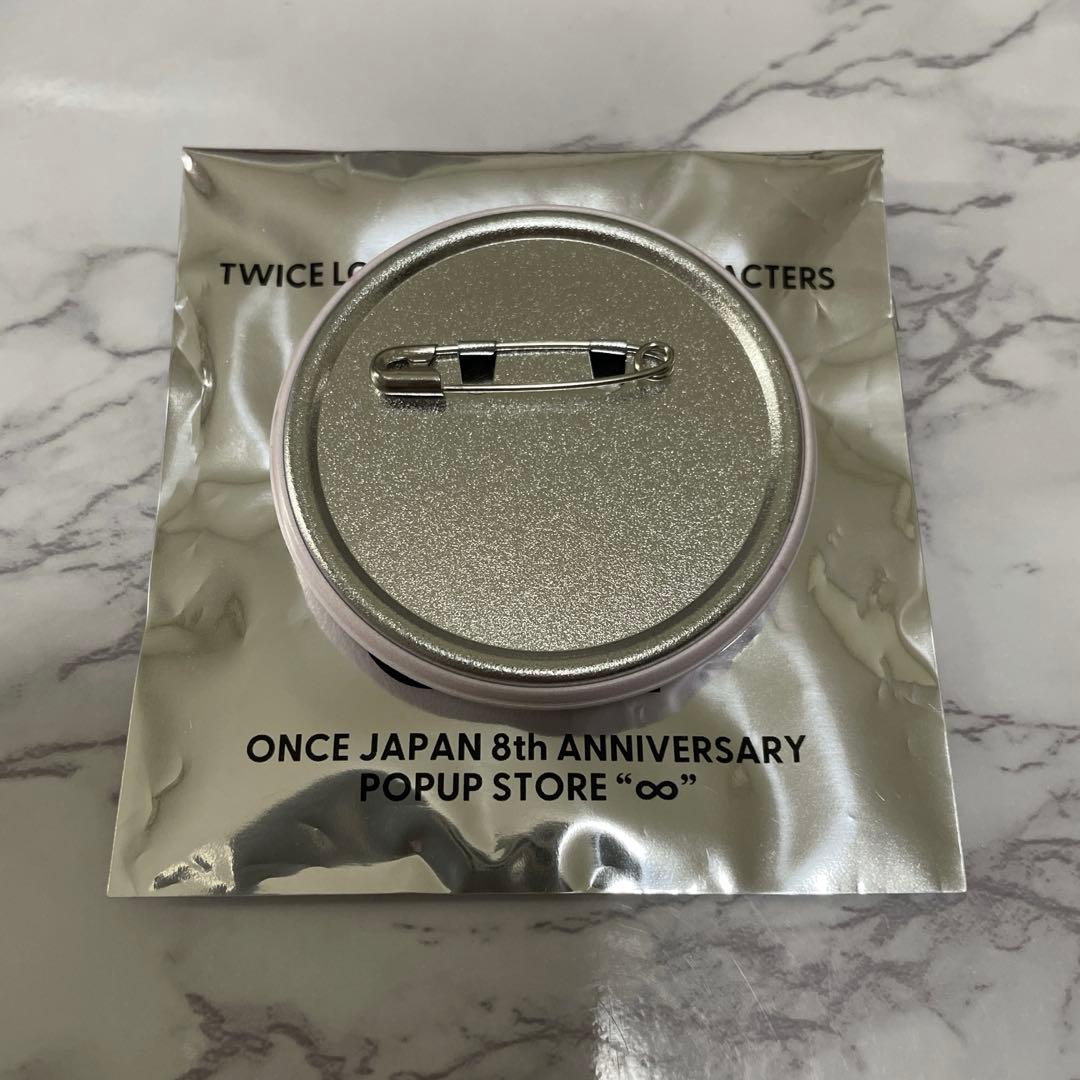 TWICE
ONCE JAPAN 8th ANNIVERSARY
POPUP STORE “∞”